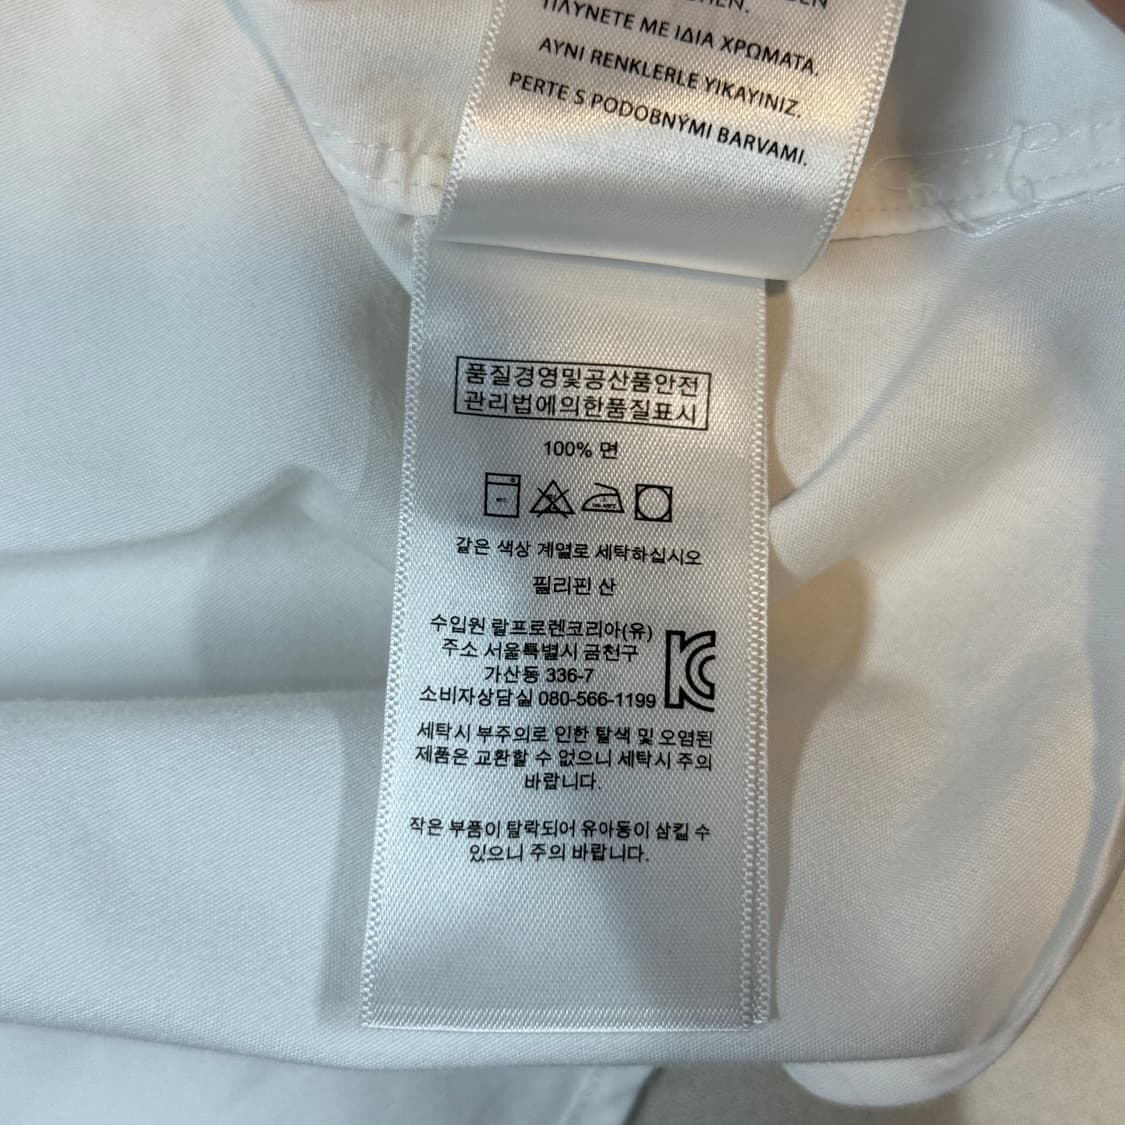 ΠΛΥΝΕΤΕ ΜΕ ΙΔΙΑ ΧΡΩΜΑΤΑ.
AYNI RENKLERLE YIKAYINIZ.
PERTE S PODOBNÝMI BARVAMI.
품질경영및공산품안전
관리법에의한품질표시
100% 면
같은 색상 계열로 세탁하십시오
필리핀 산
수입원 랄프로렌코리아(유)
주소 서울특별시 금천구
가산동 336-7
소비자상담실 080-566-1199
세탁시 부주의로 인한 탈색 및 오염된
제품은 교환할 수 없으니 세탁시 주의
바랍니다.
작은 부품이 탈락되어 유아동이 삼킬 수
있으니 주의 바랍니다.